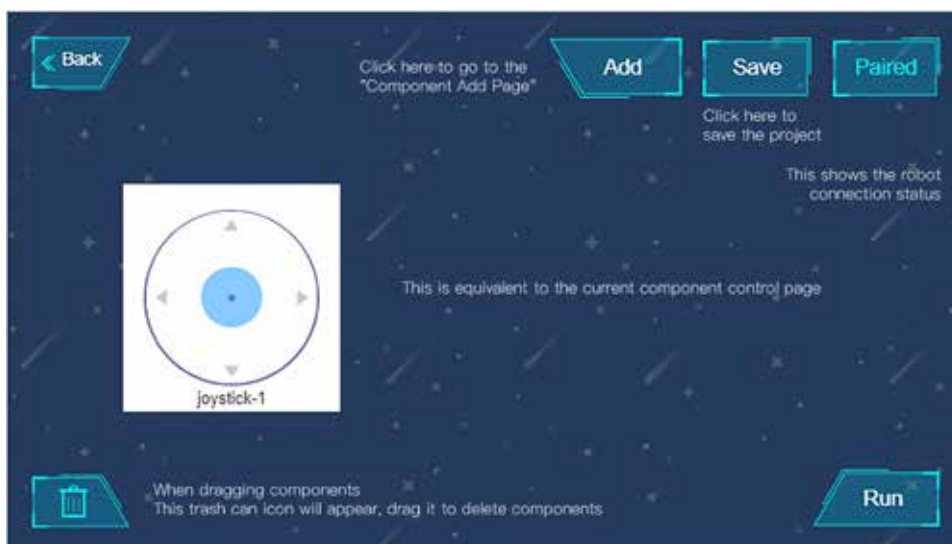 Back
Click here to go to the
"Component Add Page"
Add
Save
Paired
Click here to
save the project
This shows the robot
connection status
This is equivalent to the current component control page
joystick-1
When dragging components
This trash can icon will appear, drag it to delete components
Run